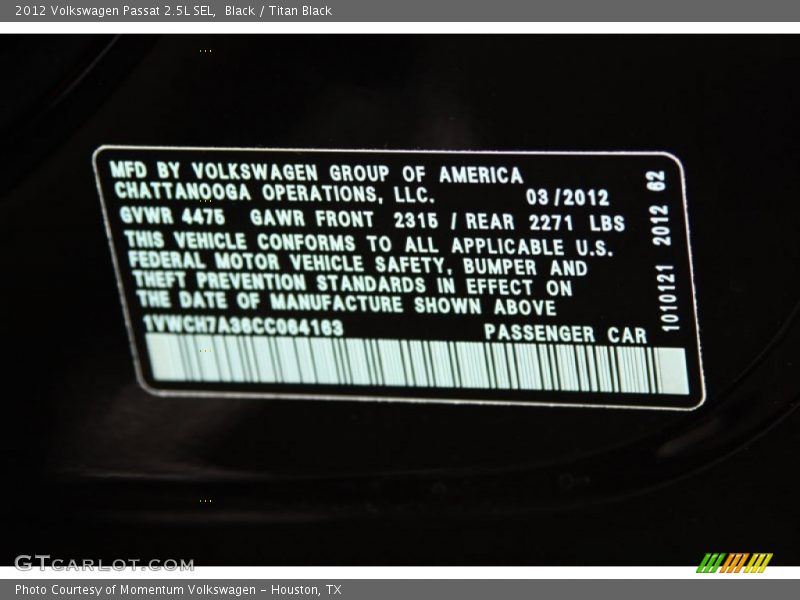 2012 Volkswagen Passat 2.5L SEL, Black / Titan Black
MFD BY VOLKSWAGEN GROUP OF AMERICA
CHATTANOOGA OPERATIONS, LLC. 03/2012
GVWR 4475 GAWR FRONT 2315 / REAR 2271 LBS
THIS VEHICLE CONFORMS TO ALL APPLICABLE U.S.
FEDERAL MOTOR VEHICLE SAFETY, BUMPER AND
THEFT PREVENTION STANDARDS IN EFFECT ON
THE DATE OF MANUFACTURE SHOWN ABOVE
1VWCH7A36CC064163 PASSENGER CAR
1010121 2012 62
GTCARLOT.COM
Photo Courtesy of Momentum Volkswagen - Houston, TX